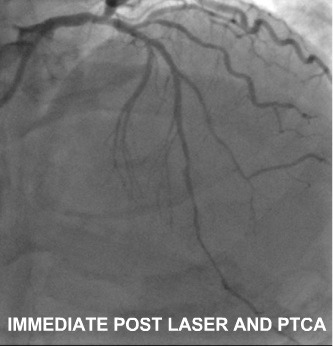 IMMEDIATE POST LASER AND PTCA